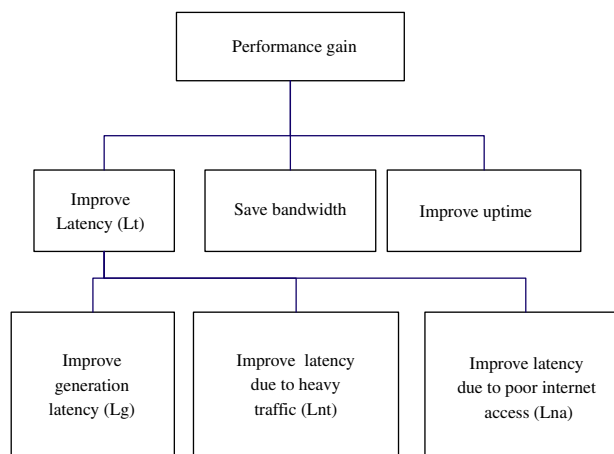 Performance gain
Improve
Latency (Lt)
Save bandwidth
Improve uptime
Improve
generation
latency (Lg)
Improve latency
due to heavy
traffic (Lnt)
Improve latency
due to poor internet
access (Lna)